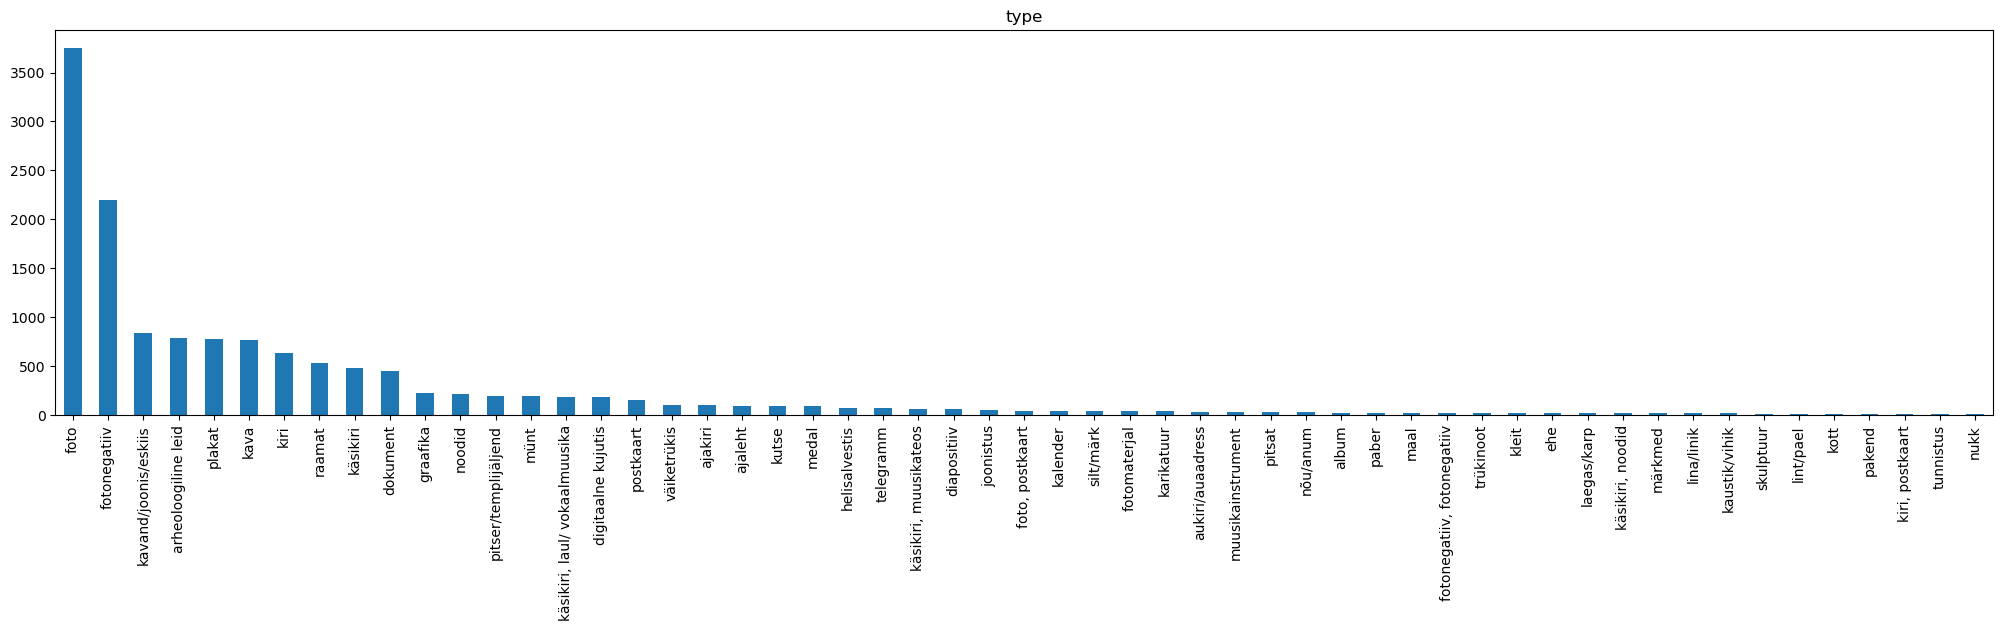 type
3500
3000
2500
2000
1500
1000
500
0
foto
fotonegatiiv
kavand/joonis/eskiis
arheoloogiline leid
plakat
kava
kiri
raamat
käsikiri
dokument
graafika
noodid
pitser/templijäljend
münt
käsikiri, laul/ vokaalmuusika
digitaalne kujutis
postkaart
väiketrükis
ajakiri
ajaleht
kutse
medal
helisalvestis
telegramm
käsikiri, muusikateos
diapositiiv
joonistus
foto, postkaart
kalender
silt/märk
fotomaterjal
karikatuur
aukiri/auaadress
muusikainstrument
pitsat
nõu/anum
album
paber
maal
fotonegatiiv, fotonegatiiv
trükinoot
kleit
ehe
laegas/karp
käsikiri, noodid
märkmed
lina/linik
kaustik/vihik
skulptuur
lint/pael
kott
pakend
kiri, postkaart
tunnistus
nukk